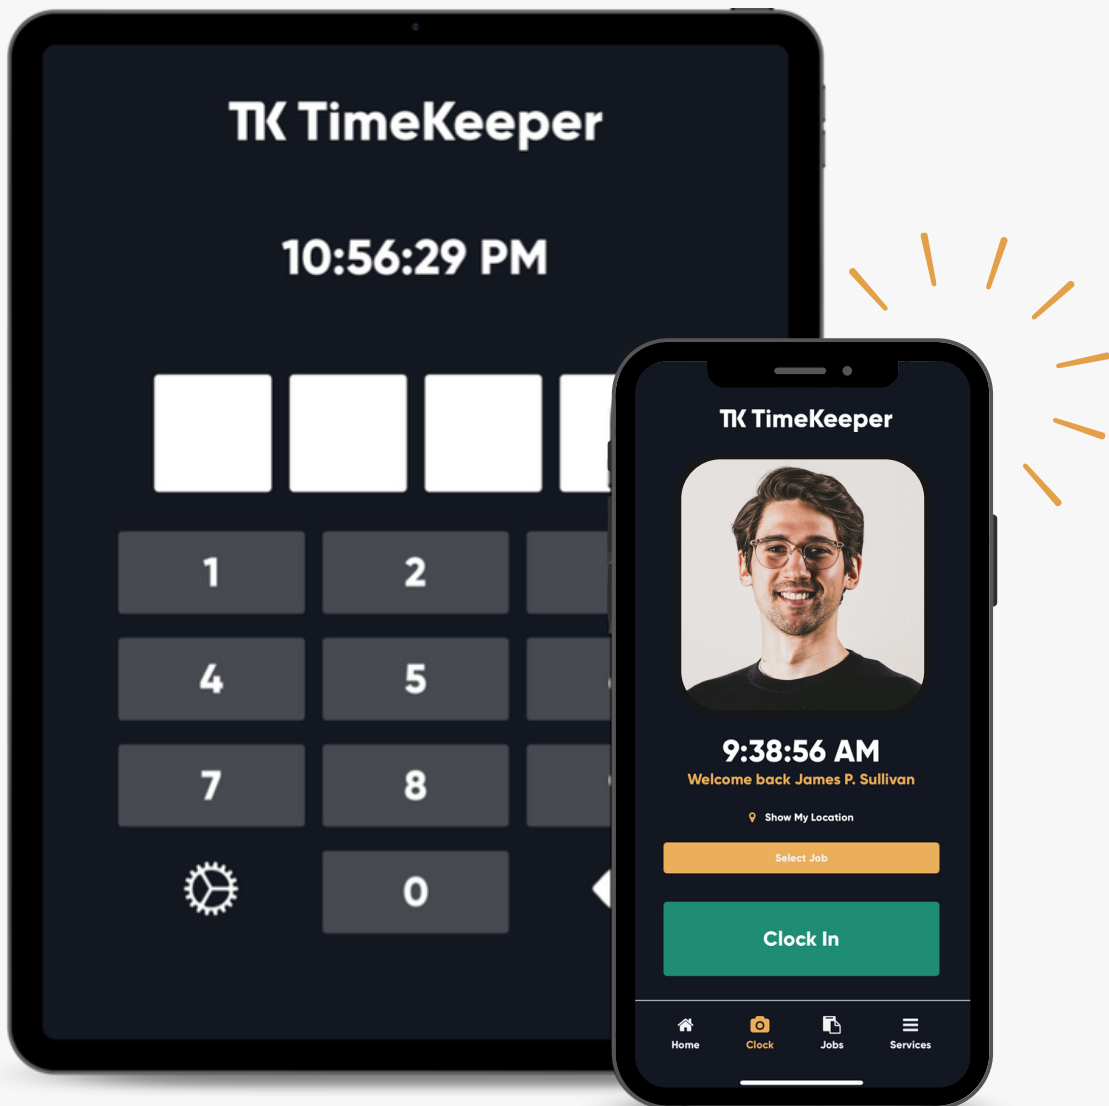 TK TimeKeeper
10:56:29 PM
1 2
4 5
7 8
0
TK TimeKeeper
9:38:56 AM
Welcome back James P. Sullivan
Show My Location
Select Job
Clock In
Home Clock Jobs Services